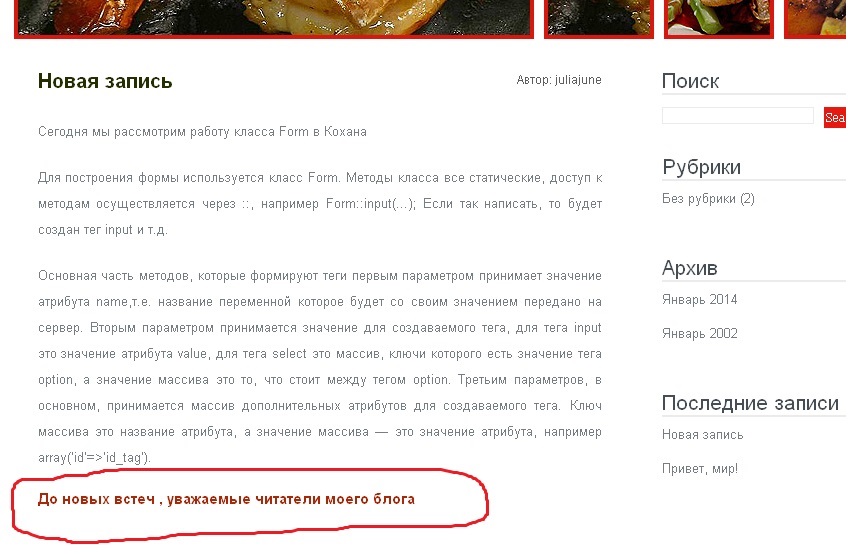 Новая запись
Автор: juliajune
Сегодня мы рассмотрим работу класса Form в Кохана
Для построения формы используется класс Form. Методы класса все статические, доступ к
методам осуществляется через ::, например Form::input(...); Если так написать, то будет
создан тег input и т.д.
Основная часть методов, которые формируют теги первым параметром принимает значение
атрибута name,т.е. название переменной которое будет со своим значением передано на
сервер. Вторым параметром принимается значение для создаваемого тега, для тега input
это значение атрибута value, для тега select это массив, ключи которого есть значение тега
option, а значение массива это то, что стоит между тегом option. Третьим параметров, в
основном, принимается массив дополнительных атрибутов для создаваемого тега. Ключ
массива это название атрибута, а значение массива — это значение атрибута, например
array('id'=>'id_tag').
До новых встеч , уважаемые читатели моего блога
Поиск
Sea
Рубрики
Без рубрики (2)
Архив
Январь 2014
Январь 2002
Последние записи
Новая запись
Привет, мир!